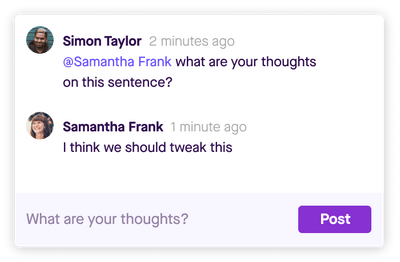 Simon Taylor 2 minutes ago
@Samantha Frank what are your thoughts
on this sentence?
Samantha Frank 1 minute ago
I think we should tweak this
What are your thoughts?
Post